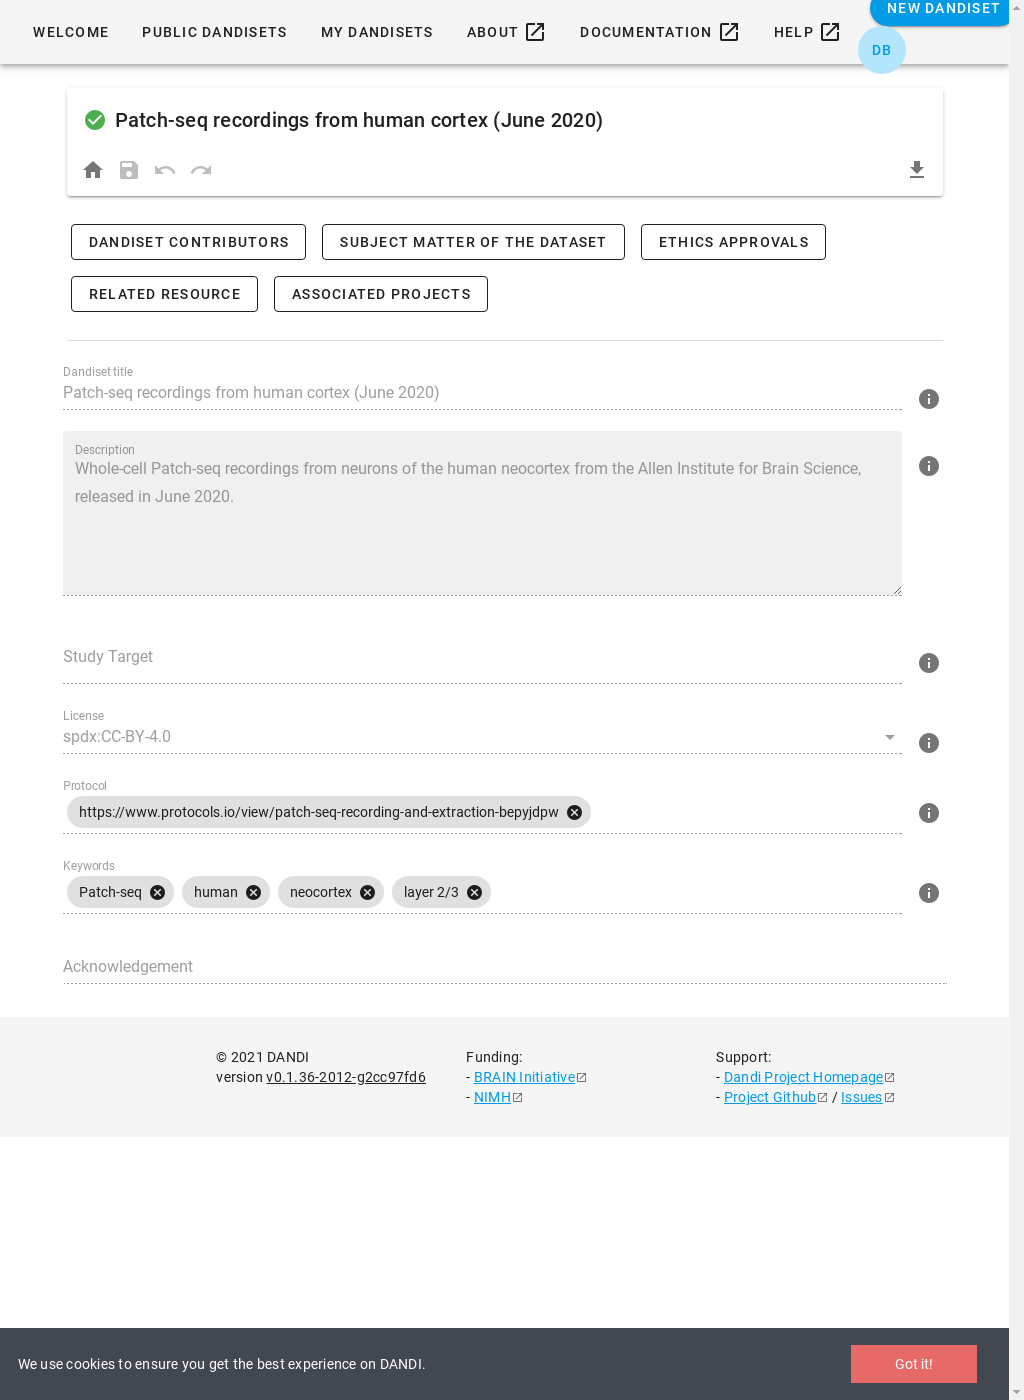 WELCOME PUBLIC DANDISETS MY DANDISETS ABOUT DOCUMENTATION HELP NEW DANDISET
DB
Patch-seq recordings from human cortex (June 2020)
DANDISET CONTRIBUTORS SUBJECT MATTER OF THE DATASET ETHICS APPROVALS
RELATED RESOURCE ASSOCIATED PROJECTS
Dandiset title
Patch-seq recordings from human cortex (June 2020)
Description
Whole-cell Patch-seq recordings from neurons of the human neocortex from the Allen Institute for Brain Science,
released in June 2020.
Study Target
License
spdx:CC-BY-4.0
Protocol
https://www.protocols.io/view/patch-seq-recording-and-extraction-bepyjdpw
Keywords
Patch-seq human neocortex layer 2/3
Acknowledgement
© 2021 DANDI
version v0.1.36-2012-g2cc97fd6
Funding:
- BRAIN Initiative
- NIMH
Support:
- Dandi Project Homepage
- Project Github / Issues
We use cookies to ensure you get the best experience on DANDI.
Got it!